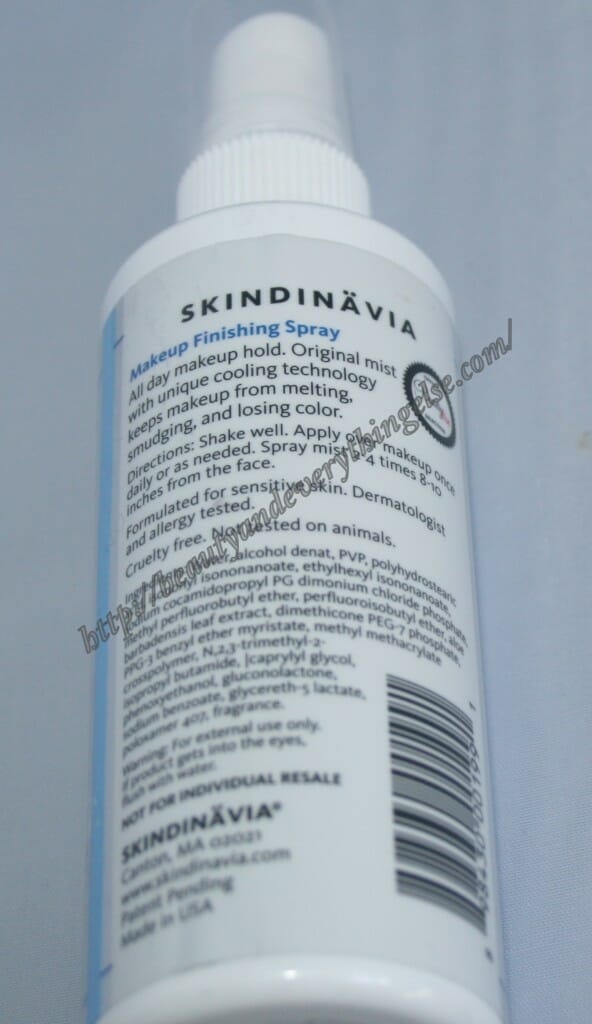 SKINDINÄVIA
Makeup Finishing Spray
All day makeup hold. Original mist
with unique cooling technology
keeps makeup from melting,
smudging, and losing color.
Directions: Shake well. Apply makeup once
daily or as needed. Spray mist 4 times 8-10
inches from the face.
Formulated for sensitive skin. Dermatologist
and allergy tested.
Cruelty free. Not tested on animals.
alcohol denat, PVP, polyhydrostearic
isononanoate, ethylhexyl isononanoate,
sodium cocamidopropyl PG dimonium chloride phosphate,
methyl perfluorobutyl ether, perfluoroisobutyl ether, aloe
barbadensis leaf extract, dimethicone PEG-7 phosphate,
PPG-3 benzyl ether myristate, methyl methacrylate
crosspolymer, N,2,3-trimethyl-2-
isopropyl butamide, |caprylyl glycol,
phenoxyethanol, gluconolactone,
sodium benzoate, glycereth-5 lactate,
poloxamer 407, fragrance.
Warning: For external use only.
If product gets into the eyes,
flush with water.
NOT FOR INDIVIDUAL RESALE
SKINDINÄVIA®
Canton, MA 02021
www.skindinavia.com
Patent Pending
Made in USA
http://beautyandeverythingelse.com/